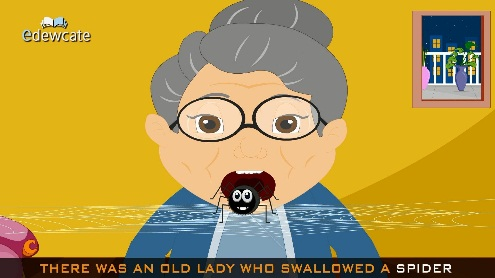 edewcate
THERE WAS AN OLD LADY WHO SWALLOWED A SPIDER